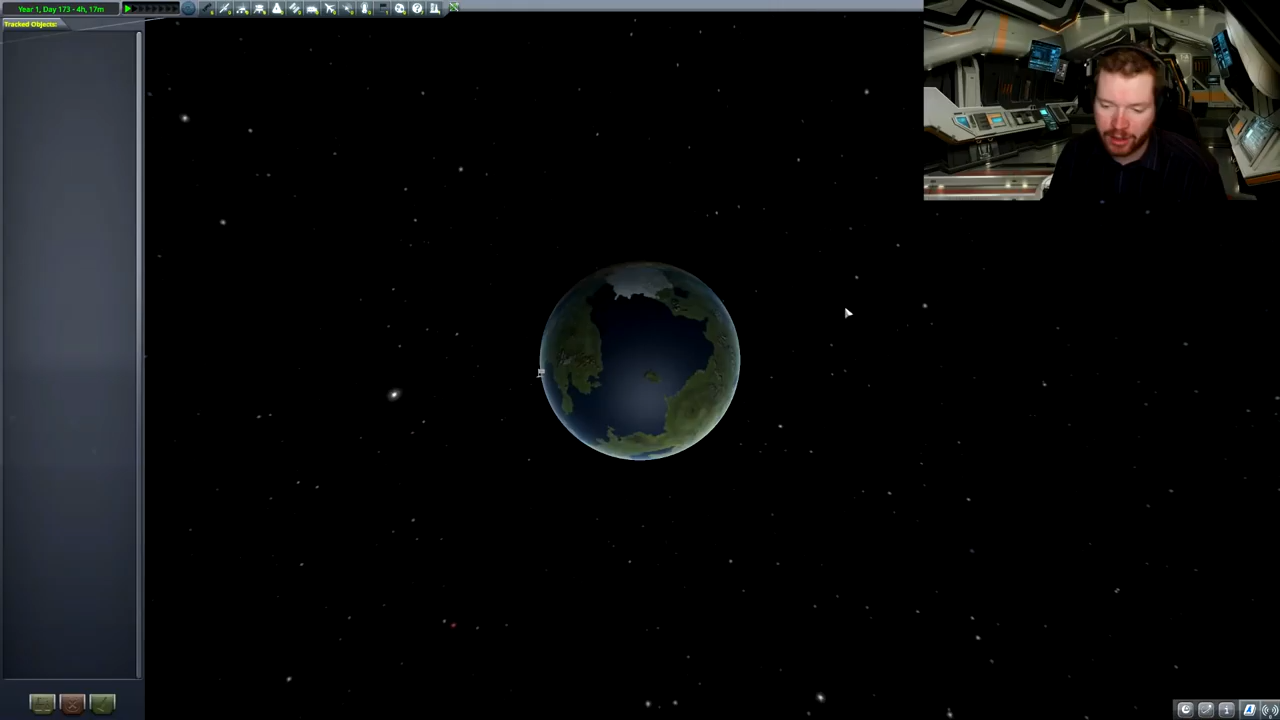 Year 1, Day 173 - 4h, 17m
Tracked Objects: